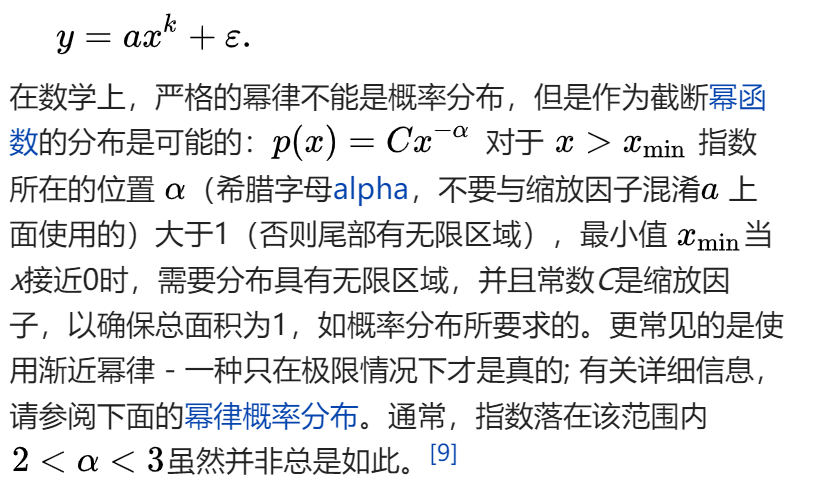 y = ax^k + ε.
在数学上，严格的幂律不能是概率分布，但是作为截断幂函
数的分布是可能的：p(x) = Cx^{−α} 对于 x > x_min 指数
所在的位置 α（希腊字母alpha，不要与缩放因子混淆a 上
面使用的）大于1（否则尾部有无限区域），最小值 x_min当
x接近0时，需要分布具有无限区域，并且常数C是缩放因
子，以确保总面积为1，如概率分布所要求的。更常见的是使
用渐近幂律 - 一种只在极限情况下才是真的; 有关详细信息，
请参阅下面的幂律概率分布。通常，指数落在该范围内
2 < α < 3虽然并非总是如此。[9]